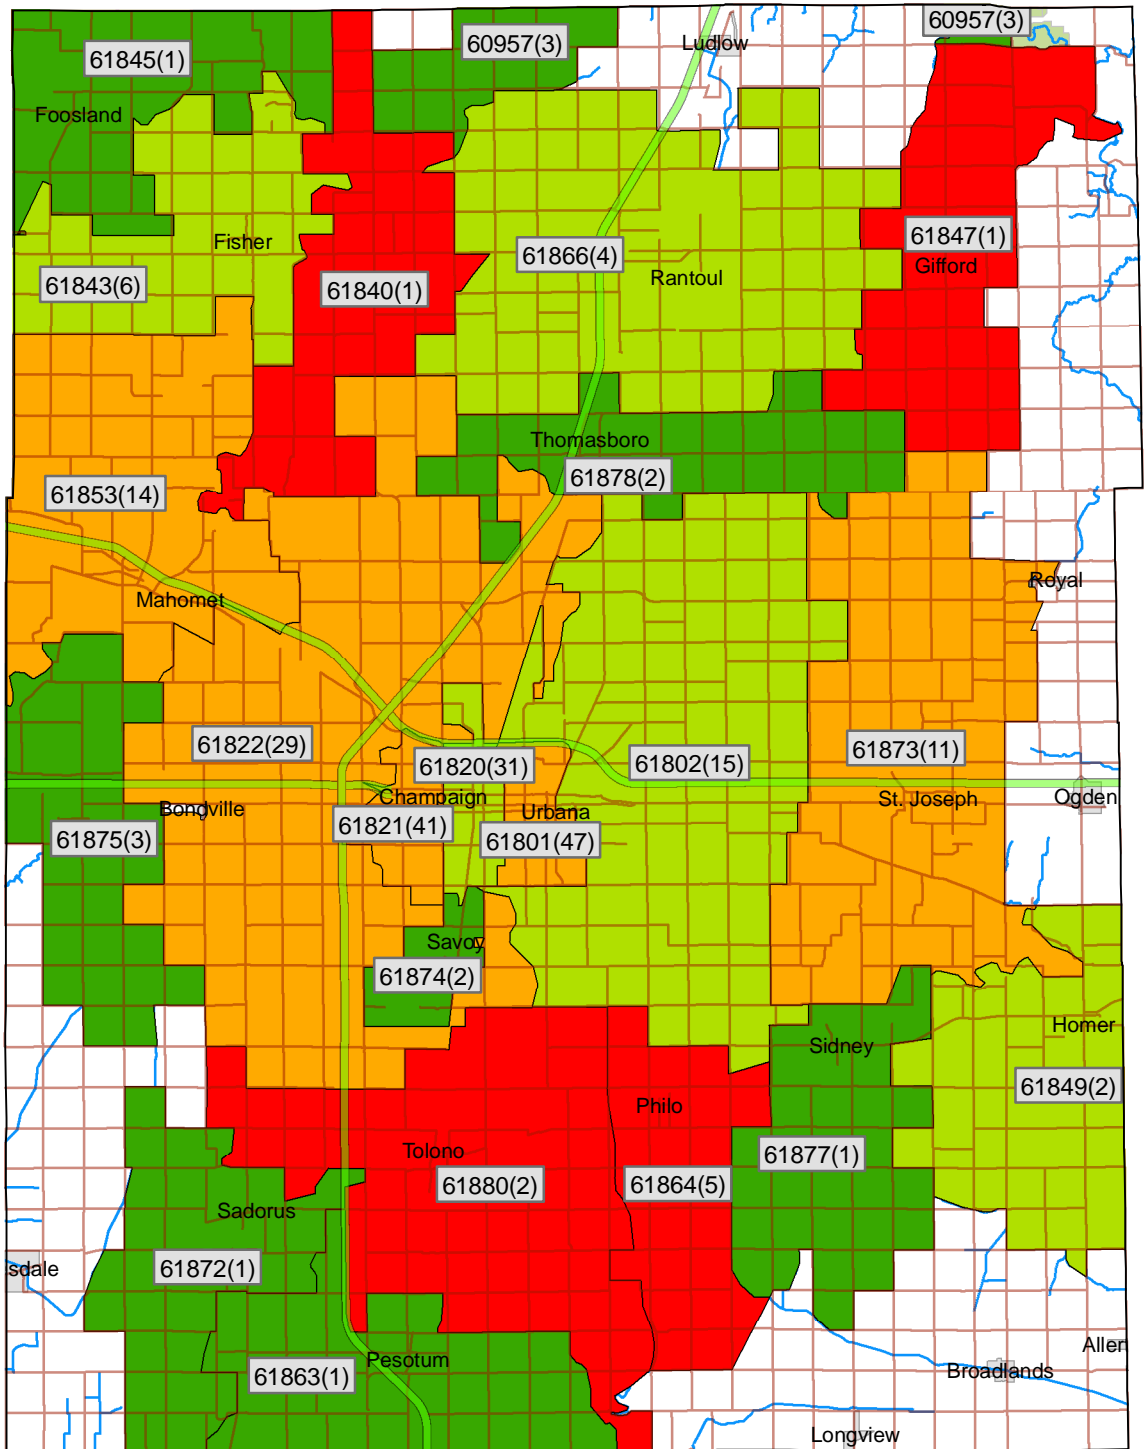 60957(3)
60957(3)
Ludlow
61845(1)
Foosland
61847(1)
Fisher
61866(4)
Gifford
Rantoul
61843(6)
61840(1)
Thomasboro
61878(2)
61853(14)
Royal
Mahomet
61822(29)
61873(11)
61820(31)
61802(15)
Champaign
St. Joseph
Ogden
Bondville
Urbana
61821(41)
61875(3)
61801(47)
Savoy
61874(2)
Homer
Sidney
61849(2)
Philo
Tolono
61877(1)
61880(2)
61864(5)
Sadorus
sdale
61872(1)
Allen
Pesotum
Broadlands
61863(1)
Longview